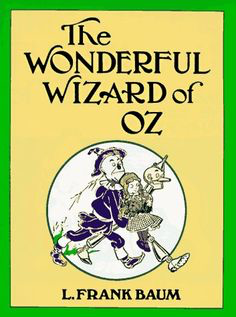 The
WONDERFUL
WIZARD of
OZ
L. FRANK BAUM